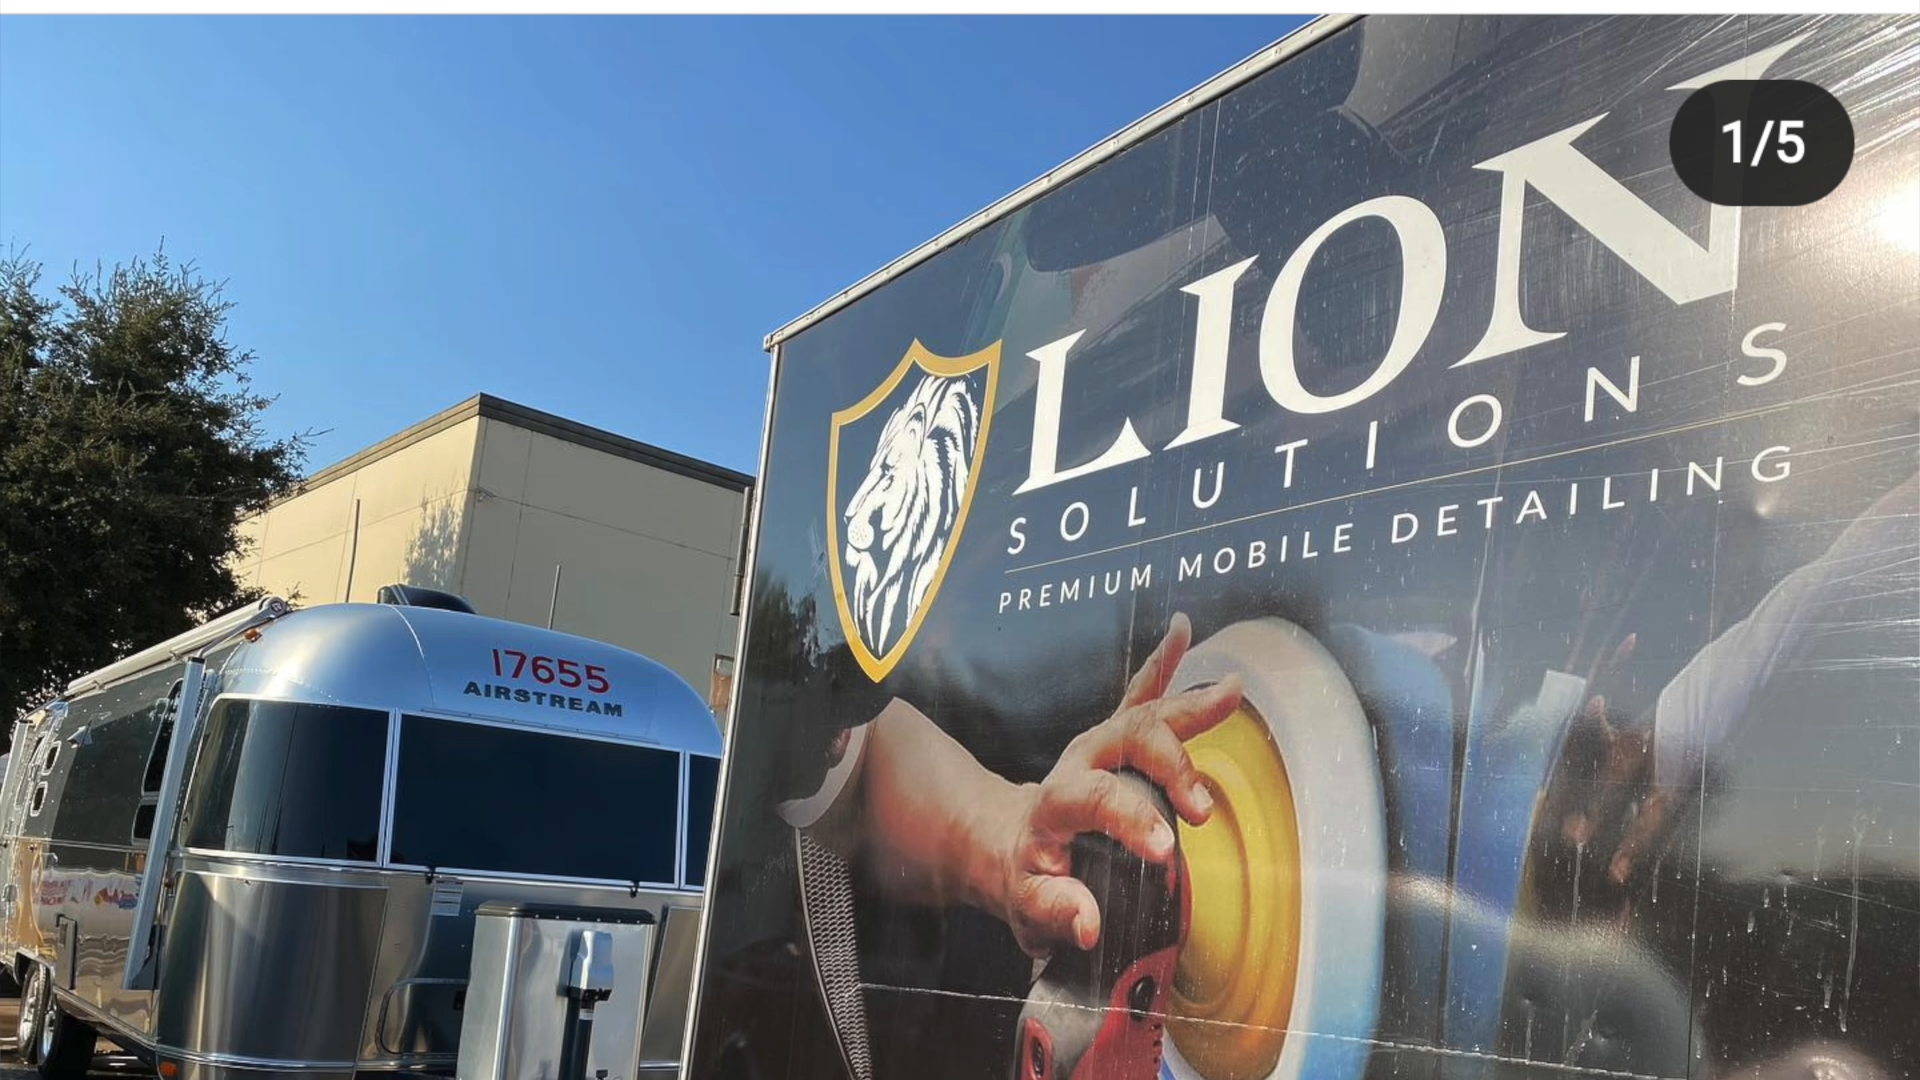 1/5
LION
SOLUTIONS
PREMIUM MOBILE DETAILING
17655
AIRSTREAM